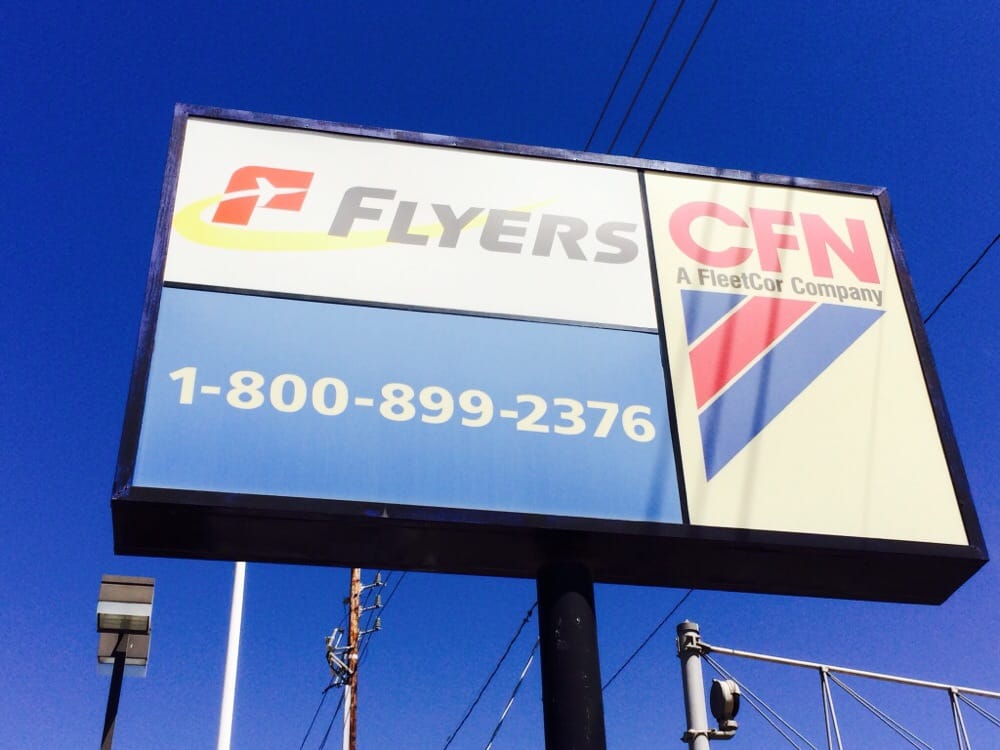 FLYERS
1-800-899-2376
CFN
A FleetCor Company